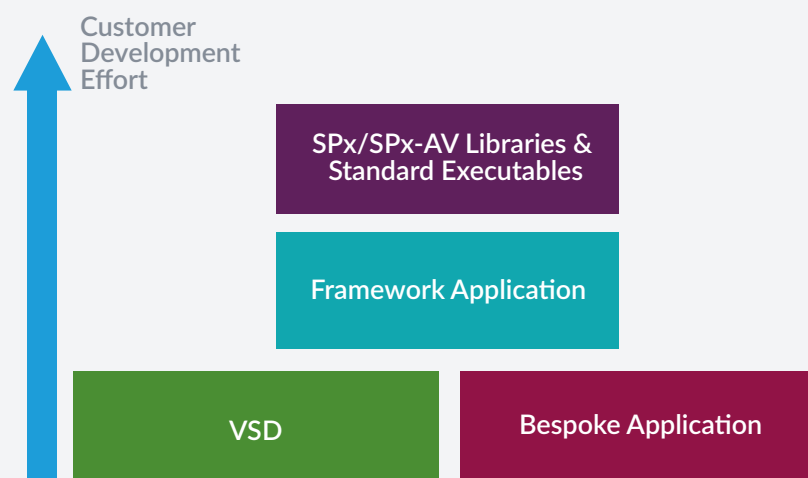 Customer
Development
Effort
SPx/SPx-AV Libraries &
Standard Executables
Framework Application
VSD
Bespoke Application